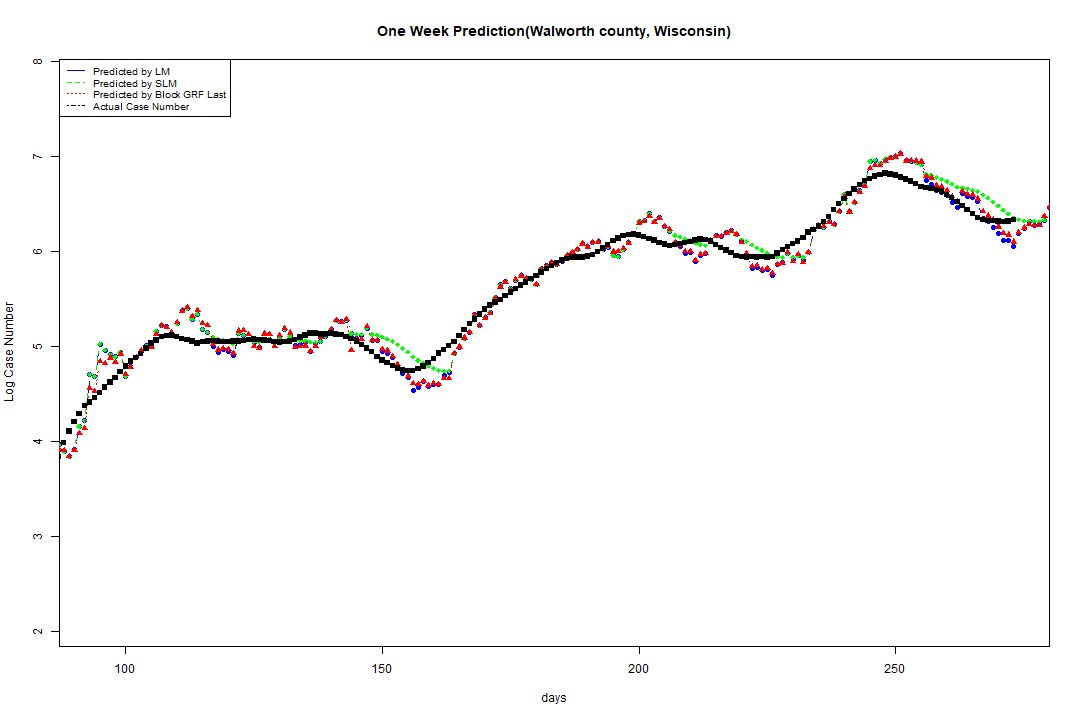 One Week Prediction(Walworth county, Wisconsin)
Predicted by LM
Predicted by SLM
Predicted by Block GRF Last
Actual Case Number
8
7
6
5
4
3
2
Log Case Number
100 150 200 250
days